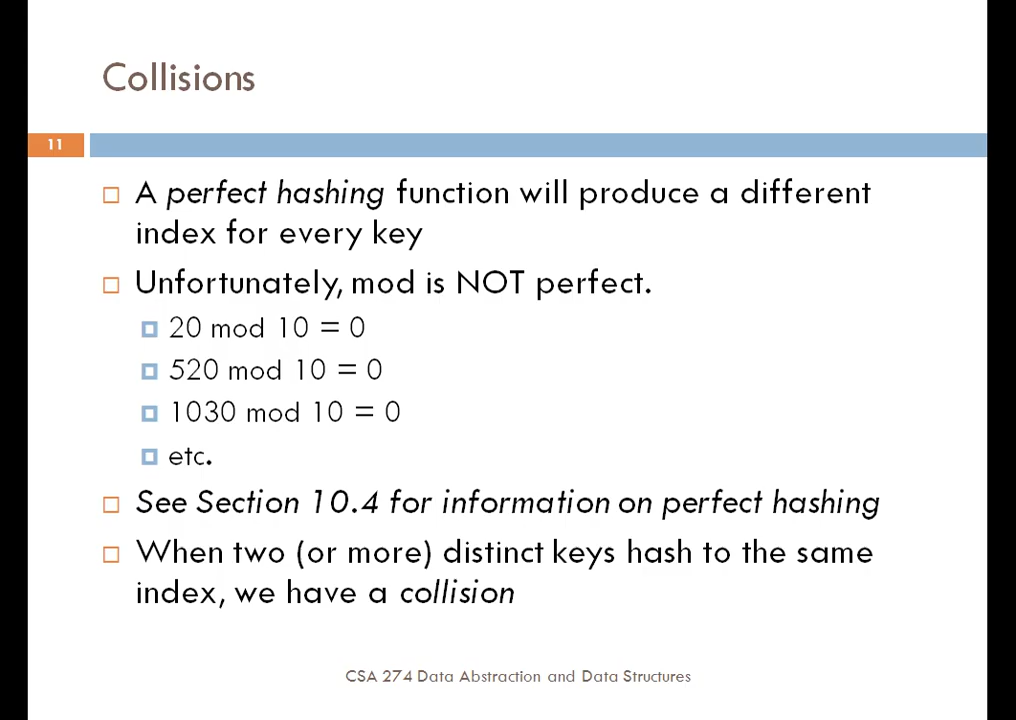 Collisions
11
A perfect hashing function will produce a different
index for every key
Unfortunately, mod is NOT perfect.
20 mod 10 = 0
520 mod 10 = 0
1030 mod 10 = 0
etc.
See Section 10.4 for information on perfect hashing
When two (or more) distinct keys hash to the same
index, we have a collision
CSA 274 Data Abstraction and Data Structures